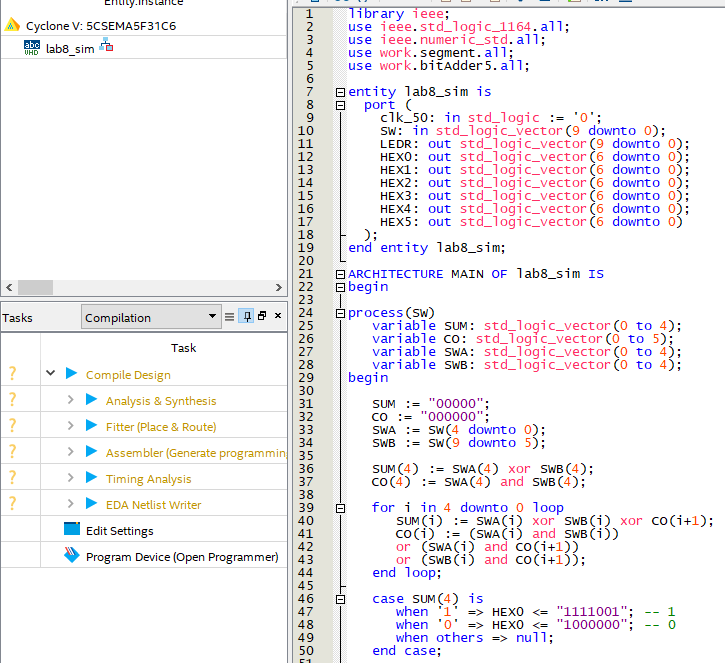 Entity:Instance
Cyclone V: 5CSEMA5F31C6
abc
VHD
lab8_sim
Tasks
Compilation
Task
? Compile Design
? Analysis & Synthesis
? Fitter (Place & Route)
? Assembler (Generate programming
? Timing Analysis
? EDA Netlist Writer
Edit Settings
Program Device (Open Programmer)
1 library ieee;
2 use ieee.std_logic_1164.all;
3 use ieee.numeric_std.all;
4 use work.segment.all;
5 use work.bitAdder5.all;
6
7 entity lab8_sim is
8 port (
9 clk_50: in std_logic := '0';
10 SW: in std_logic_vector(9 downto 0);
11 LEDR: out std_logic_vector(9 downto 0);
12 HEX0: out std_logic_vector(6 downto 0);
13 HEX1: out std_logic_vector(6 downto 0);
14 HEX2: out std_logic_vector(6 downto 0);
15 HEX3: out std_logic_vector(6 downto 0);
16 HEX4: out std_logic_vector(6 downto 0);
17 HEX5: out std_logic_vector(6 downto 0)
18 );
19 end entity lab8_sim;
20
21 ARCHITECTURE MAIN OF lab8_sim IS
22 begin
23
24 process(SW)
25 variable SUM: std_logic_vector(0 to 4);
26 variable CO: std_logic_vector(0 to 5);
27 variable SWA: std_logic_vector(0 to 4);
28 variable SWB: std_logic_vector(0 to 4);
29 begin
30
31 SUM := "00000";
32 CO := "000000";
33 SWA := SW(4 downto 0);
34 SWB := SW(9 downto 5);
35
36 SUM(4) := SWA(4) xor SWB(4);
37 CO(4) := SWA(4) and SWB(4);
38
39 for i in 4 downto 0 loop
40 SUM(i) := SWA(i) xor SWB(i) xor CO(i+1);
41 CO(i) := (SWA(i) and SWB(i))
42 or (SWA(i) and CO(i+1))
43 or (SWB(i) and CO(i+1));
44 end loop;
45
46 case SUM(4) is
47 when '1' => HEX0 <= "1111001"; -- 1
48 when '0' => HEX0 <= "1000000"; -- 0
49 when others => null;
50 end case;